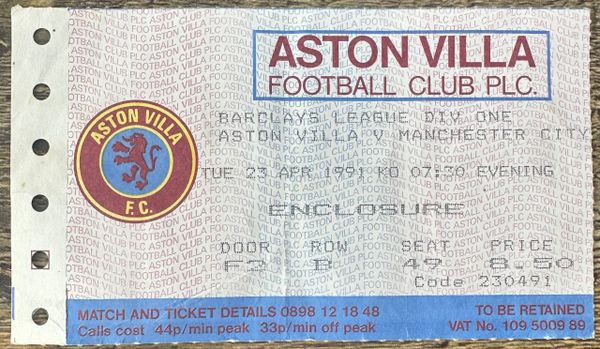 ASTON VILLA
FOOTBALL CLUB PLC.
ASTON VILLA
F.C.
BARCLAYS LEAGUE DIV ONE
ASTON VILLA V MANCHESTER CITY
TUE 23 APR 1991 KO 07:30 EVENING
ENCLOSURE
DOOR ROW SEAT PRICE
F2 B 47 8.50
Code 230491
MATCH AND TICKET DETAILS 0898 12 18 48
Calls cost 44p/min peak 33p/min off peak
TO BE RETAINED
VAT No. 109 5009 89